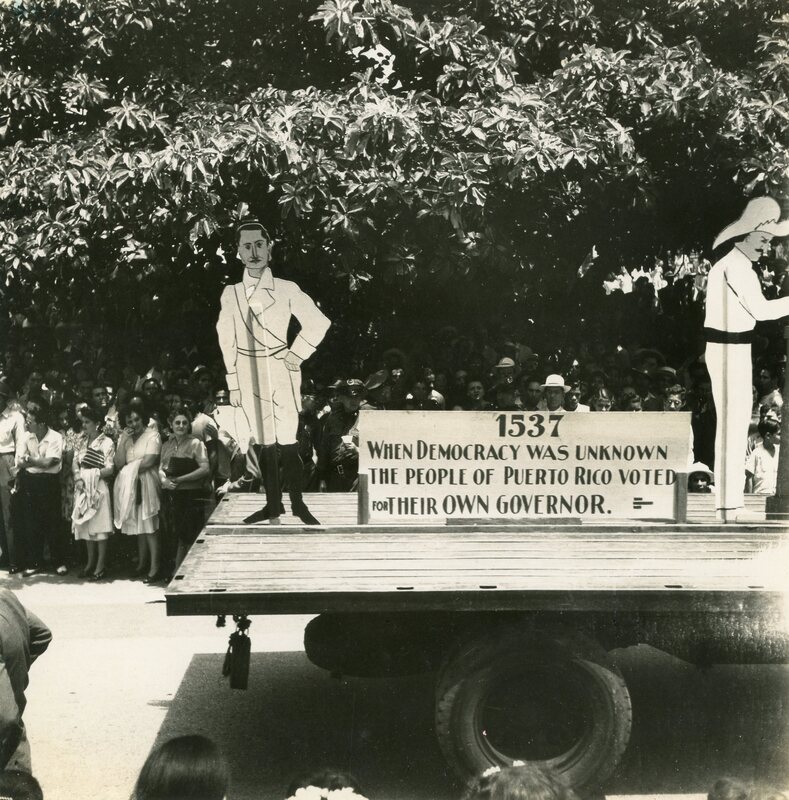 1537
WHEN DEMOCRACY WAS UNKNOWN
THE PEOPLE OF PUERTO RICO VOTED
FOR THEIR OWN GOVERNOR.